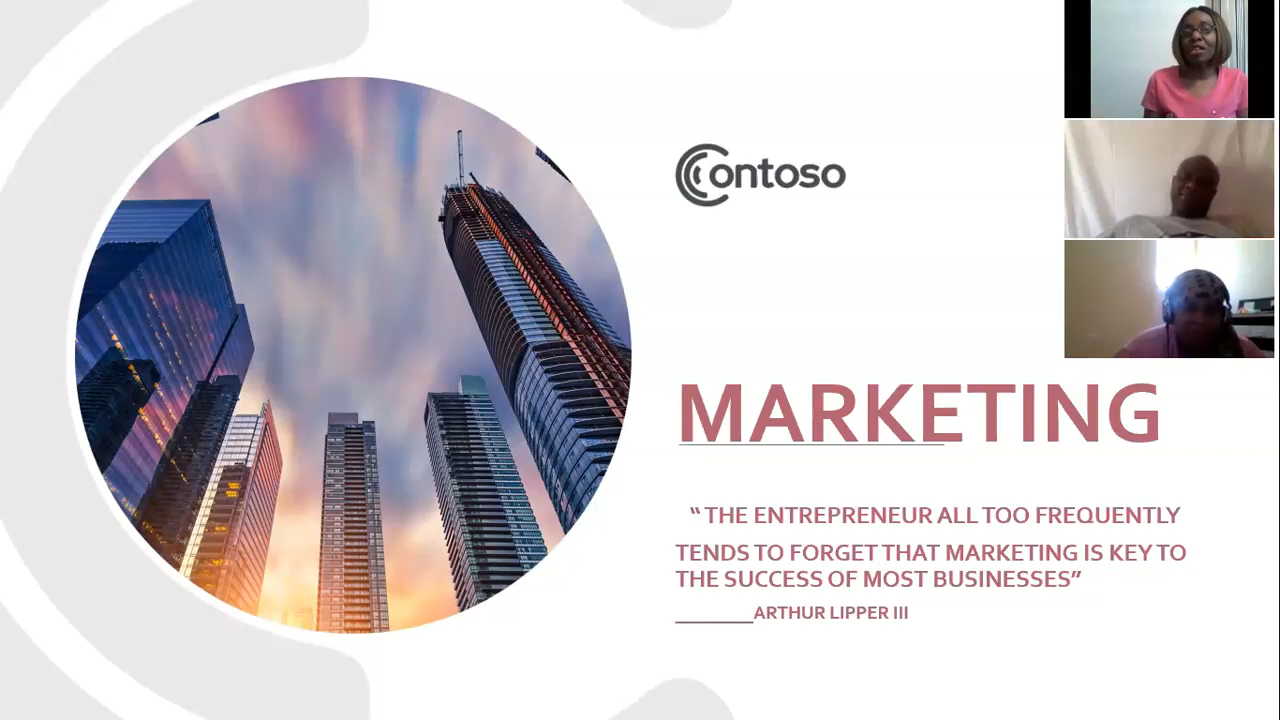 Contoso
MARKETING
“ THE ENTREPRENEUR ALL TOO FREQUENTLY
TENDS TO FORGET THAT MARKETING IS KEY TO
THE SUCCESS OF MOST BUSINESSES”
________ARTHUR LIPPER III